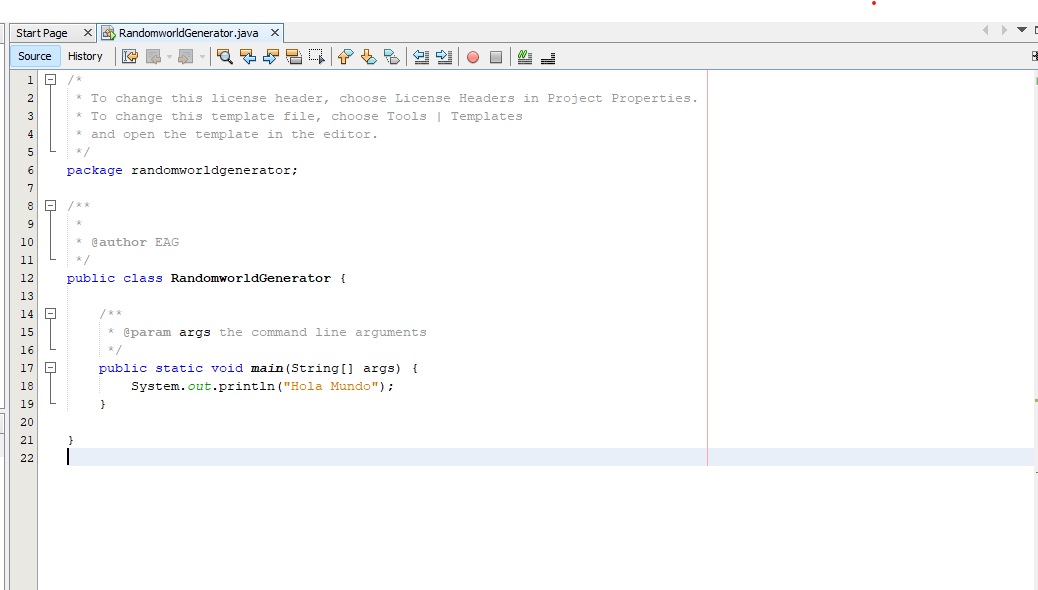 Start Page
RandomworldGenerator.java
Source History
1 /*
2 * To change this license header, choose License Headers in Project Properties.
3 * To change this template file, choose Tools | Templates
4 * and open the template in the editor.
5 */
6 package randomworldgenerator;
7
8 /**
9 *
10 * @author EAG
11 */
12 public class RandomworldGenerator {
13
14 /**
15 * @param args the command line arguments
16 */
17 public static void main(String[] args) {
18 System.out.println("Hola Mundo");
19 }
20
21 }
22